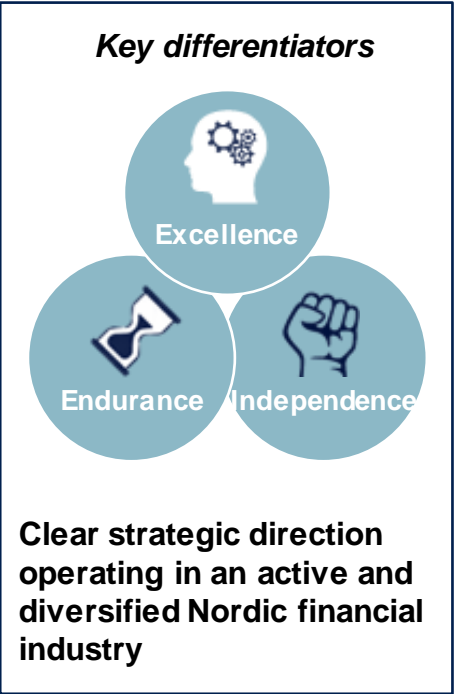 Key differentiators
Excellence
Endurance
Independence
Clear strategic direction
operating in an active and
diversified Nordic financial
industry